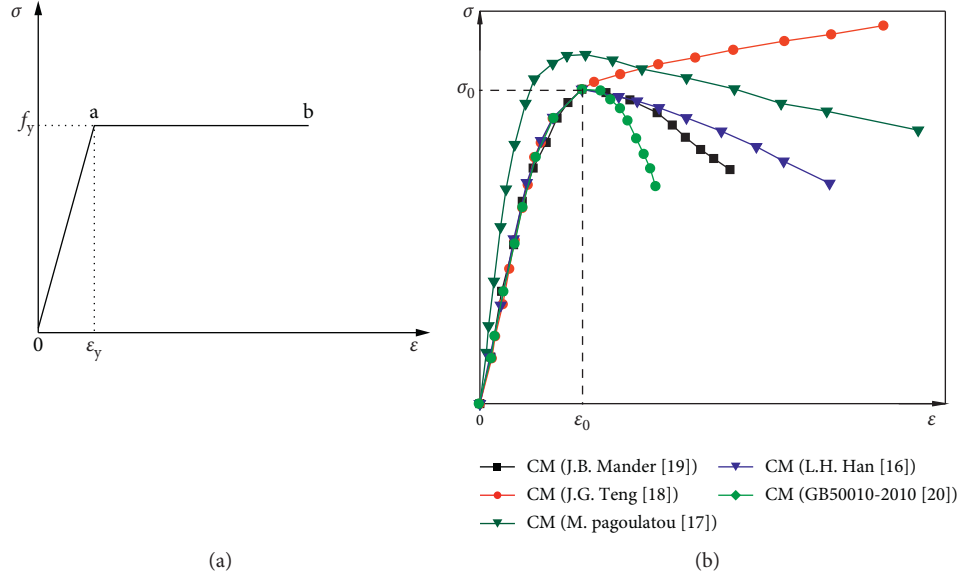 σ
a
b
f_y
0
ε_y
ε
(a)
σ
σ_0
0
ε_0
ε
CM (J.B. Mander [19])
CM (J.G. Teng [18])
CM (M. pagoulatou [17])
CM (L.H. Han [16])
CM (GB50010-2010 [20])
(b)